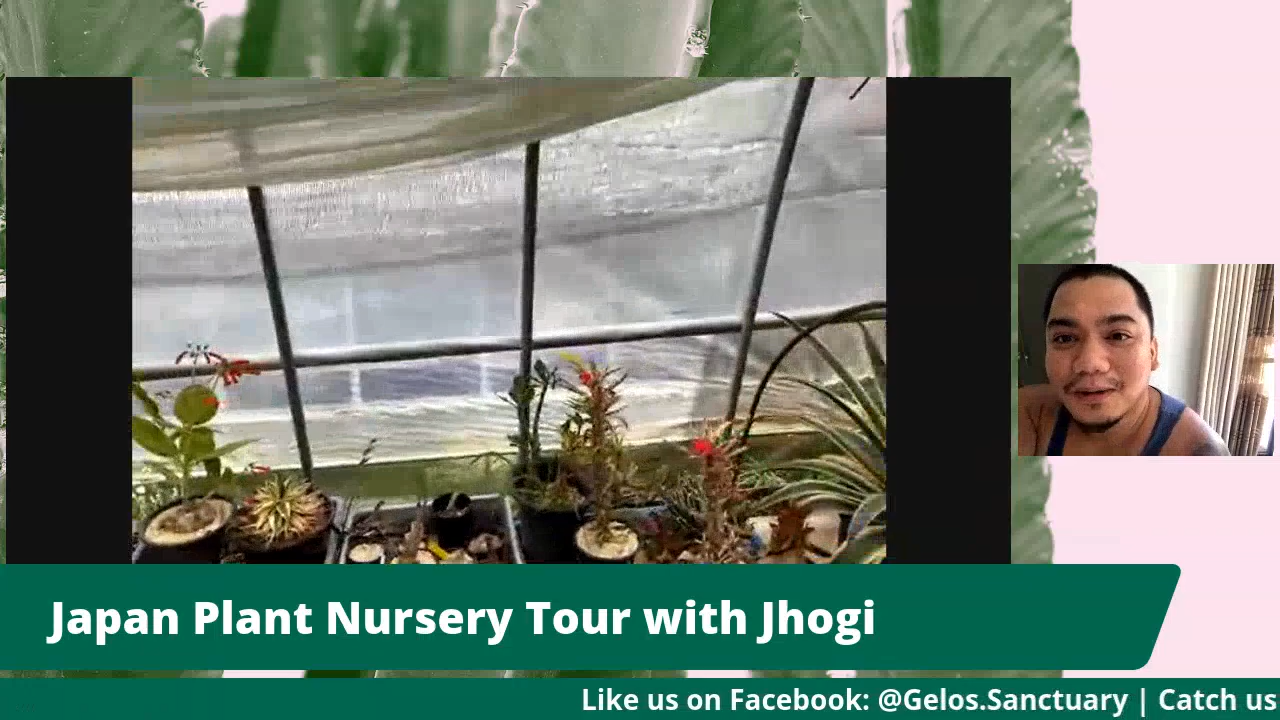 Japan Plant Nursery Tour with Jhogi
Like us on Facebook: @Gelos.Sanctuary | Catch us